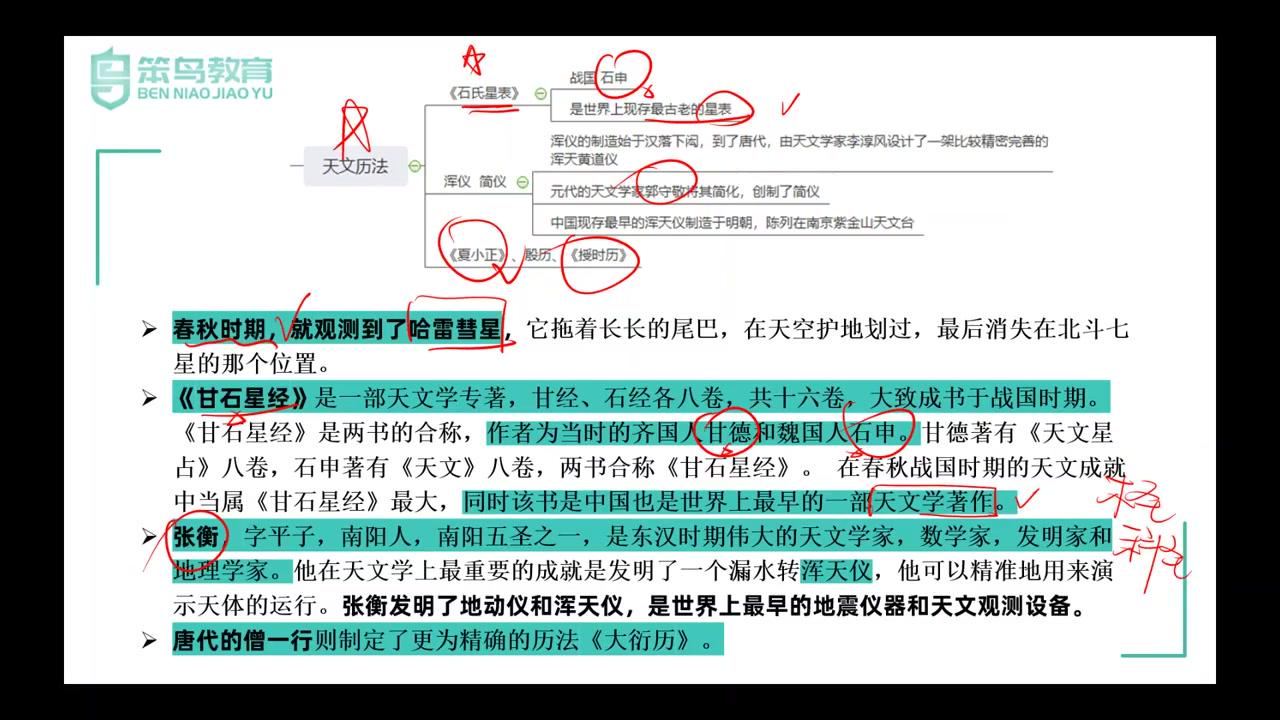 笨鸟教育
BEN NIAO JIAO YU
天文历法
《石氏星表》
战国 石申
是世界上现存最古老的星表
浑仪 简仪
浑仪的制造始于汉落下闳，到了唐代，由天文学家李淳风设计了一架比较精密完善的
浑天黄道仪
元代的天文学家郭守敬将其简化，创制了简仪
中国现存最早的浑天仪制造于明朝，陈列在南京紫金山天文台
《夏小正》、殷历、《授时历》
➢ 春秋时期，就观测到了哈雷彗星，它拖着长长的尾巴，在天空护地划过，最后消失在北斗七
星的那个位置。
➢ 《甘石星经》是一部天文学专著，甘经、石经各八卷，共十六卷，大致成书于战国时期。
《甘石星经》是两书的合称，作者为当时的齐国人甘德和魏国人石申。甘德著有《天文星
占》八卷，石申著有《天文》八卷，两书合称《甘石星经》。 在春秋战国时期的天文成就
中当属《甘石星经》最大，同时该书是中国也是世界上最早的一部天文学著作。
➢ 张衡，字平子，南阳人，南阳五圣之一，是东汉时期伟大的天文学家，数学家，发明家和
地理学家。他在天文学上最重要的成就是发明了一个漏水转浑天仪，他可以精准地用来演
示天体的运行。张衡发明了地动仪和浑天仪，是世界上最早的地震仪器和天文观测设备。
➢ 唐代的僧一行则制定了更为精确的历法《大衍历》。